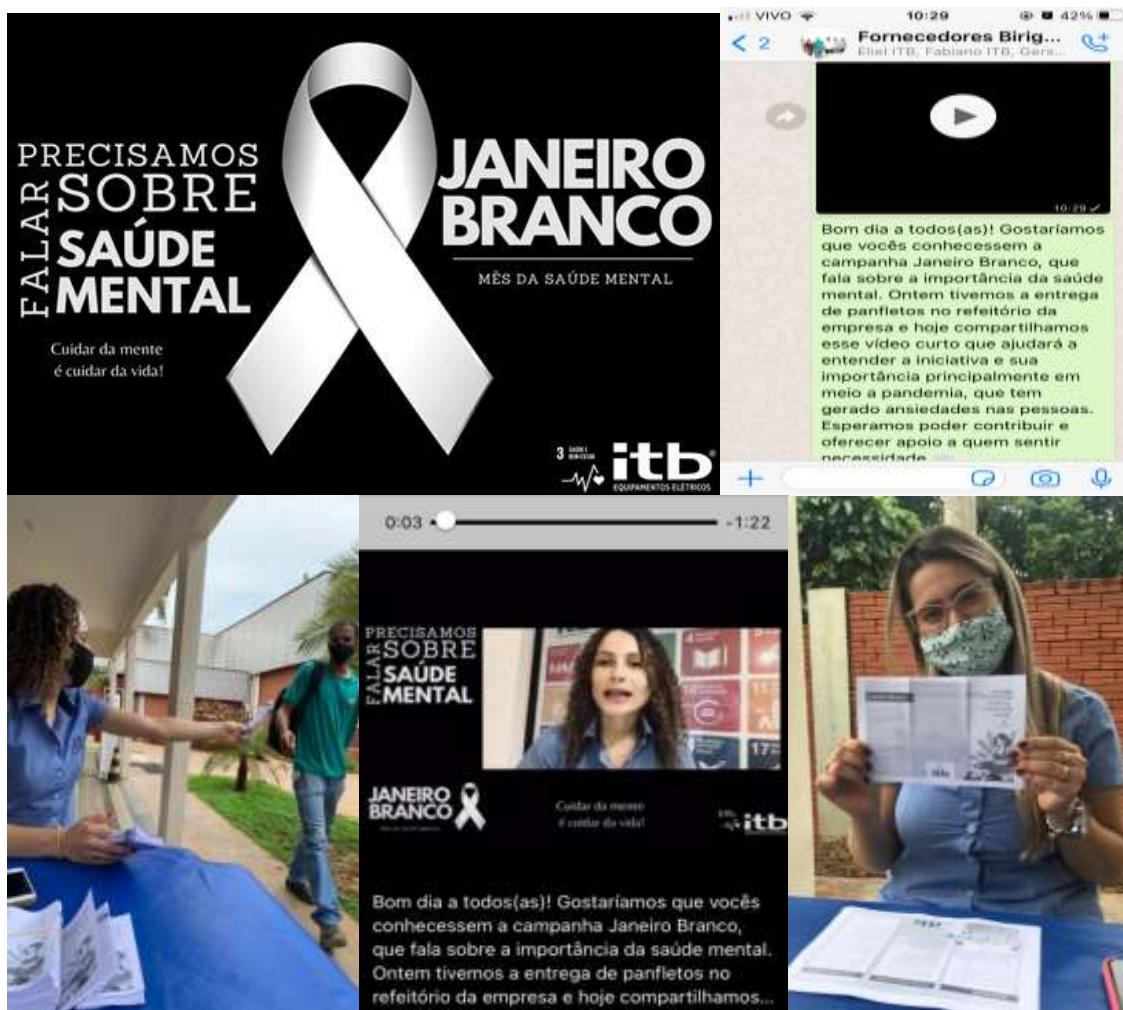 PRECISAMOS
FALAR
SOBRE
SAÚDE
MENTAL
Cuidar da mente
é cuidar da vida!
JANEIRO
BRANCO
MÊS DA SAÚDE MENTAL
3 SAÚDE E
BEM-ESTAR
itb
EQUIPAMENTOS ELÉTRICOS
VIVO
10:29
42%
2
Fornecedores Birig...
Eliel ITB, Fabiano ITB, Gers...
10:29
Bom dia a todos(as)! Gostaríamos
que vocês conhecessem a
campanha Janeiro Branco, que
fala sobre a importância da saúde
mental. Ontem tivemos a entrega
de panfletos no refeitório da
empresa e hoje compartilhamos
esse vídeo curto que ajudará a
entender a iniciativa e sua
importância principalmente em
meio a pandemia, que tem
gerado ansiedades nas pessoas.
Esperamos poder contribuir e
oferecer apoio a quem sentir
necessidade
0:03
-1:22
PRECISAMOS
FALAR
SOBRE
SAÚDE
MENTAL
17
JANEIRO
BRANCO
Cuidar da mente
é cuidar da vida!
itb
Bom dia a todos(as)! Gostaríamos que vocês
conhecessem a campanha Janeiro Branco,
que fala sobre a importância da saúde mental.
Ontem tivemos a entrega de panfletos no
refeitório da empresa e hoje compartilhamos...